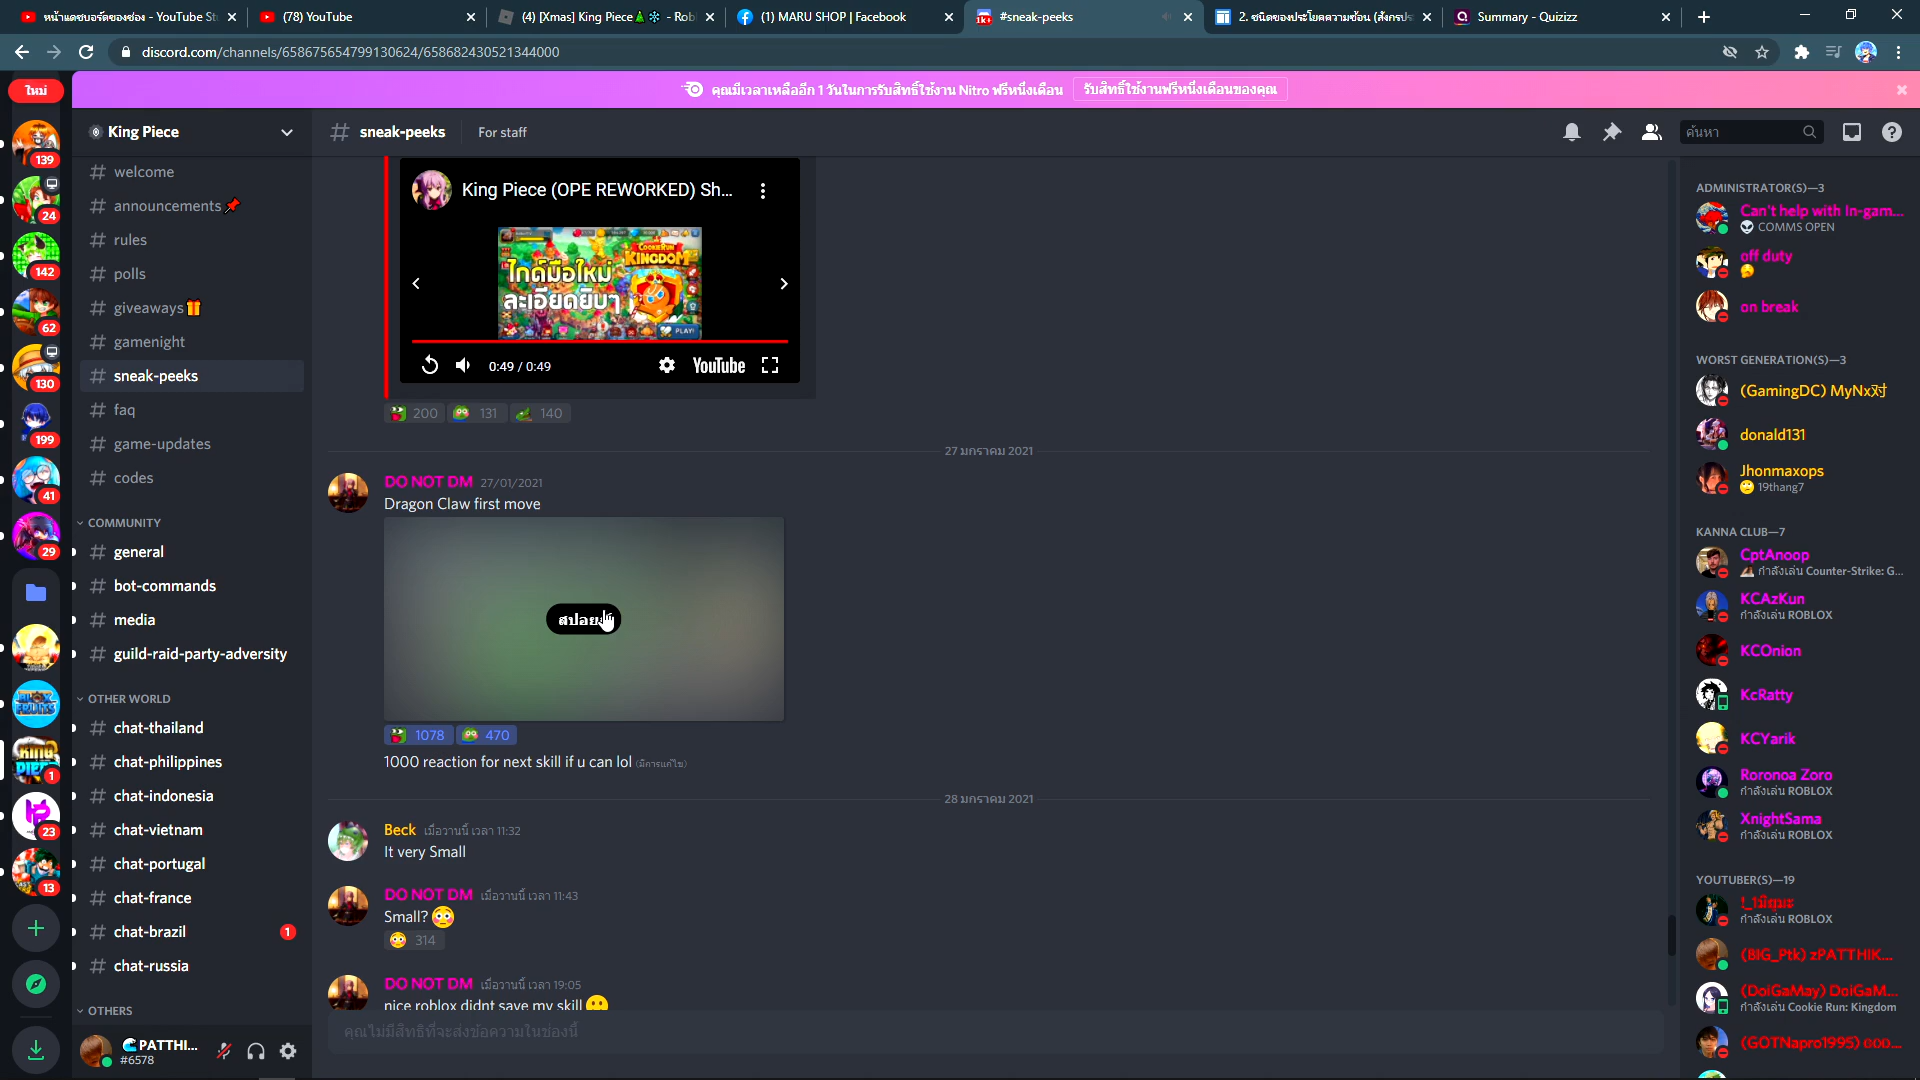 หน้าแดชบอร์ดของช่อง - YouTube St
(78) YouTube
(4) [Xmas] King Piece🎄❄️ - Rob
(1) MARU SHOP | Facebook
#sneak-peeks
2. ชนิดของประโยคความซ้อน (สังกรปร
Summary - Quizizz
discord.com/channels/658675654799130624/658682430521344000
ใหม่
คุณมีเวลาเหลืออีก 1 วันในการรับสิทธิ์ใช้งาน Nitro ฟรีหนึ่งเดือน
รับสิทธิ์ใช้งานฟรีหนึ่งเดือนของคุณ
King Piece
sneak-peeks
For staff
ค้นหา
139
24
142
62
130
199
41
29
BLOX FRUITS
KING PIECE
1
23
13
welcome
announcements📌
rules
polls
giveaways🎁
gamenight
sneak-peeks
faq
game-updates
codes
COMMUNITY
general
bot-commands
media
guild-raid-party-adversity
OTHER WORLD
chat-thailand
chat-philippines
chat-indonesia
chat-vietnam
chat-portugal
chat-france
chat-brazil
1
chat-russia
OTHERS
🌊PATTHI...
#6578
King Piece (OPE REWORKED) Sh...
COOKIE RUN
KINGDOM
ไกด์มือใหม่
ละเอียดยิบๆ
PLAY!
0:49 / 0:49
YouTube
200
131
140
27 มกราคม 2021
DO NOT DM 27/01/2021
Dragon Claw first move
สปอย
1078
470
1000 reaction for next skill if u can lol (มีการแก้ไข)
28 มกราคม 2021
Beck เมื่อวานนี้ เวลา 11:32
It very Small
DO NOT DM เมื่อวานนี้ เวลา 11:43
Small? 😳
314
DO NOT DM เมื่อวานนี้ เวลา 19:05
nice roblox didnt save my skill
คุณไม่มีสิทธิที่จะส่งข้อความในช่องนี้
ADMINISTRATOR(S)—3
Can't help with In-gam...
COMMS OPEN
off duty
on break
WORST GENERATION(S)—3
(GamingDC) MyNx对
donald131
Jhonmaxops
19thang7
KANNA CLUB—7
CptAnoop
กำลังเล่น Counter-Strike: G...
KCAzKun
กำลังเล่น ROBLOX
KCOnion
KcRatty
KCYarik
Roronoa Zoro
กำลังเล่น ROBLOX
XnightSama
กำลังเล่น ROBLOX
YOUTUBER(S)—19
กำลังเล่น ROBLOX
(BIG_Ptk) zPATTHIK...
(DoiGaMay) DoiGaM...
กำลังเล่น Cookie Run: Kingdom
(GOTNapro1995)